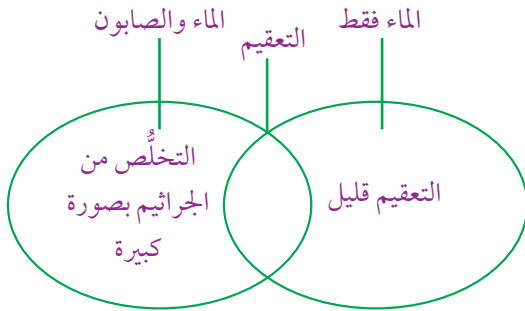 الماء فقط
التعقيم
الماء والصابون
التعقيم قليل
التخلُّص من
الجراثيم بصورة
كبيرة